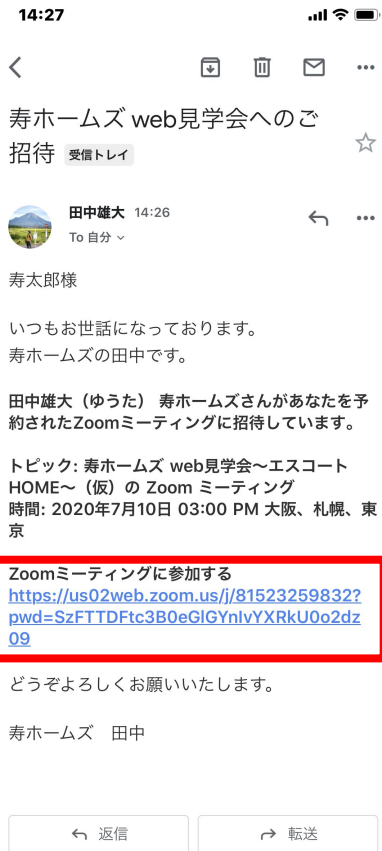 14:27
寿ホームズ web見学会へのご
招待 受信トレイ
田中雄大 14:26
To 自分
寿太郎様
いつもお世話になっております。
寿ホームズの田中です。
田中雄大（ゆうた） 寿ホームズさんがあなたを予
約されたZoomミーティングに招待しています。
トピック: 寿ホームズ web見学会〜エスコート
HOME〜（仮）の Zoom ミーティング
時間: 2020年7月10日 03:00 PM 大阪、札幌、東
京
Zoomミーティングに参加する
https://us02web.zoom.us/j/81523259832?
pwd=SzFTTDFtc3B0eGlGYnlvYXRkU0o2dz
09
どうぞよろしくお願いいたします。
寿ホームズ　田中
返信 転送